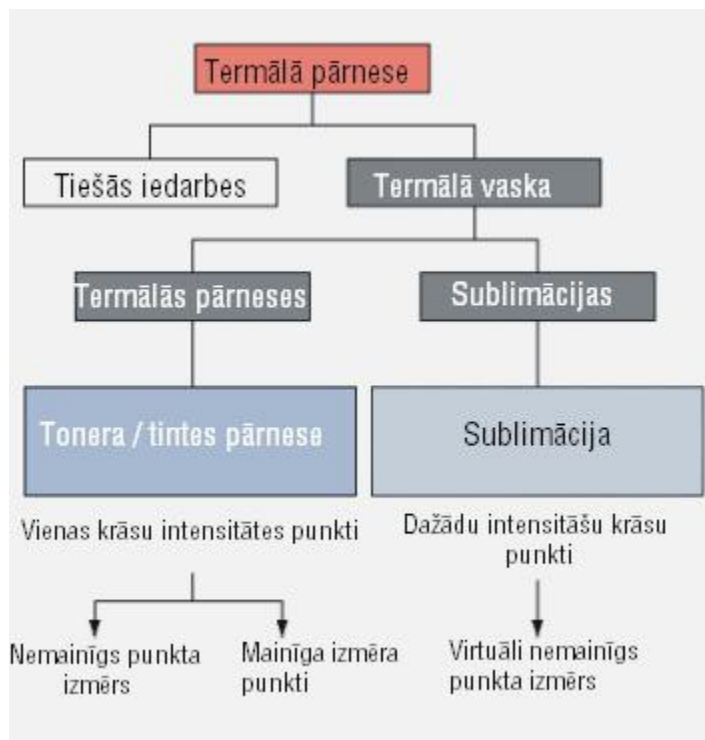 Termālā pārnese
Tiešās iedarbes
Termālā vaska
Termālās pārneses
Sublimācijas
Tonera / tintes pārnese
Sublimācija
Vienas krāsu intensitātes punkti
Dažādu intensitāšu krāsu
punkti
Nemainīgs punkta
izmērs
Mainīga izmēra
punkti
Virtuāli nemainīgs
punkta izmērs